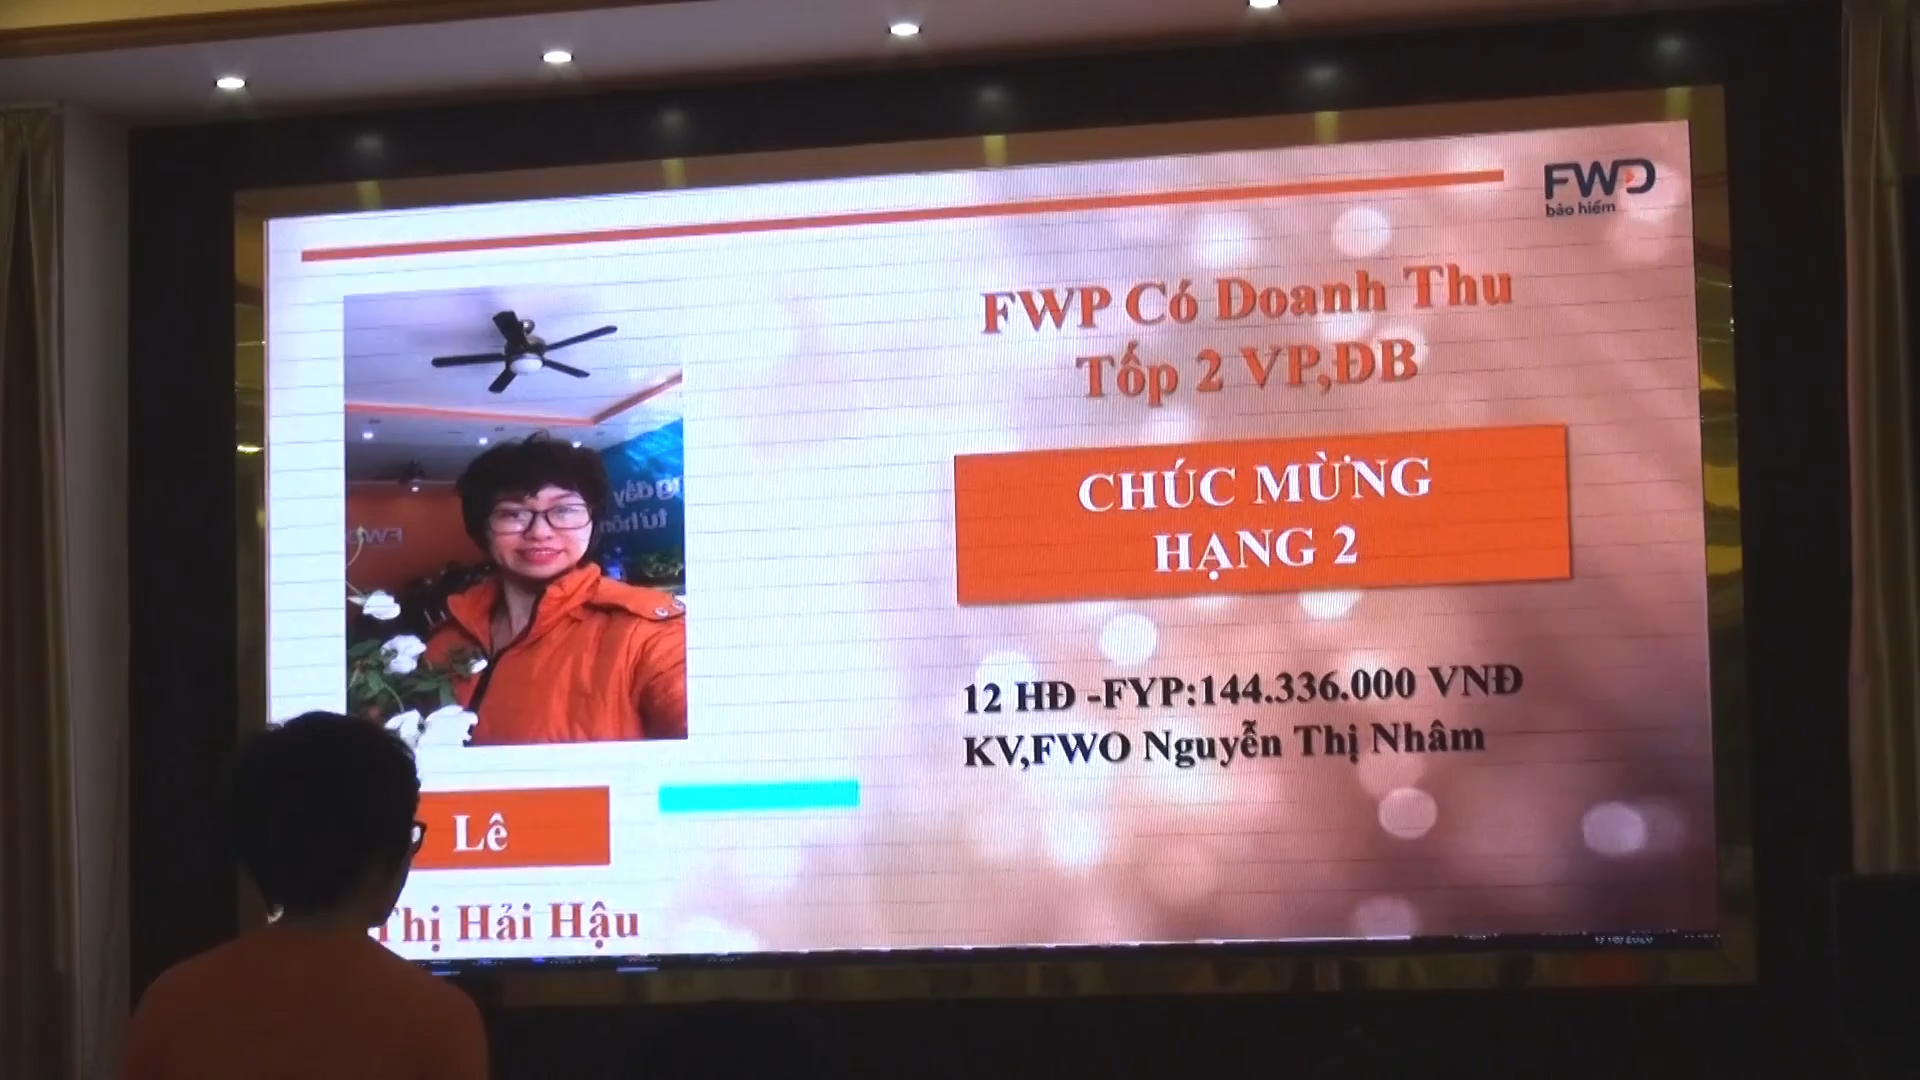 FWD
bảo hiểm
FWP Có Doanh Thu
Tốp 2 VP,ĐB
CHÚC MỪNG
HẠNG 2
12 HĐ -FYP:144.336.000 VNĐ
KV,FWO Nguyễn Thị Nhâm
Lê
Thị Hải Hậu